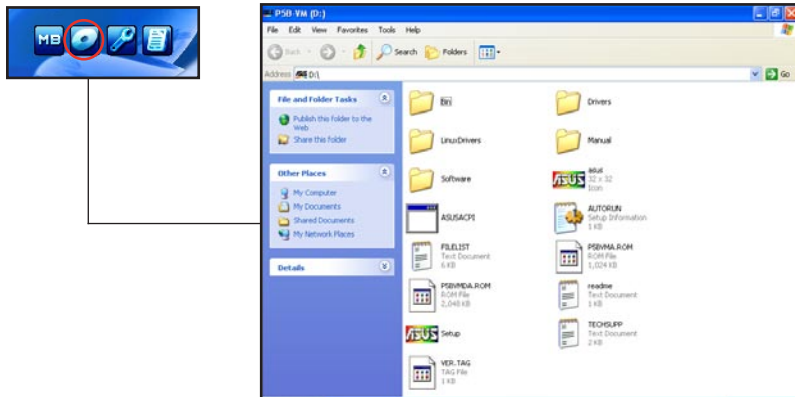 MB
P5B-VM (D:)
File Edit View Favorites Tools Help
Back Search Folders
Address D:\ Go
File and Folder Tasks
Publish this folder to the
Web
Share this folder
Other Places
My Computer
My Documents
Shared Documents
My Network Places
Details
Bin
Drivers
LinuxDrivers
Manual
Software
ASUS
asus
32 x 32
Icon
ASUSACPI
AUTORUN
Setup Information
1 KB
FILELIST
Text Document
6 KB
P5BVMA.ROM
ROM File
1,024 KB
P5BVMDA.ROM
ROM File
2,048 KB
readme
Text Document
1 KB
ASUS
Setup
TECHSUPP
Text Document
2 KB
VER.TAG
TAG File
1 KB